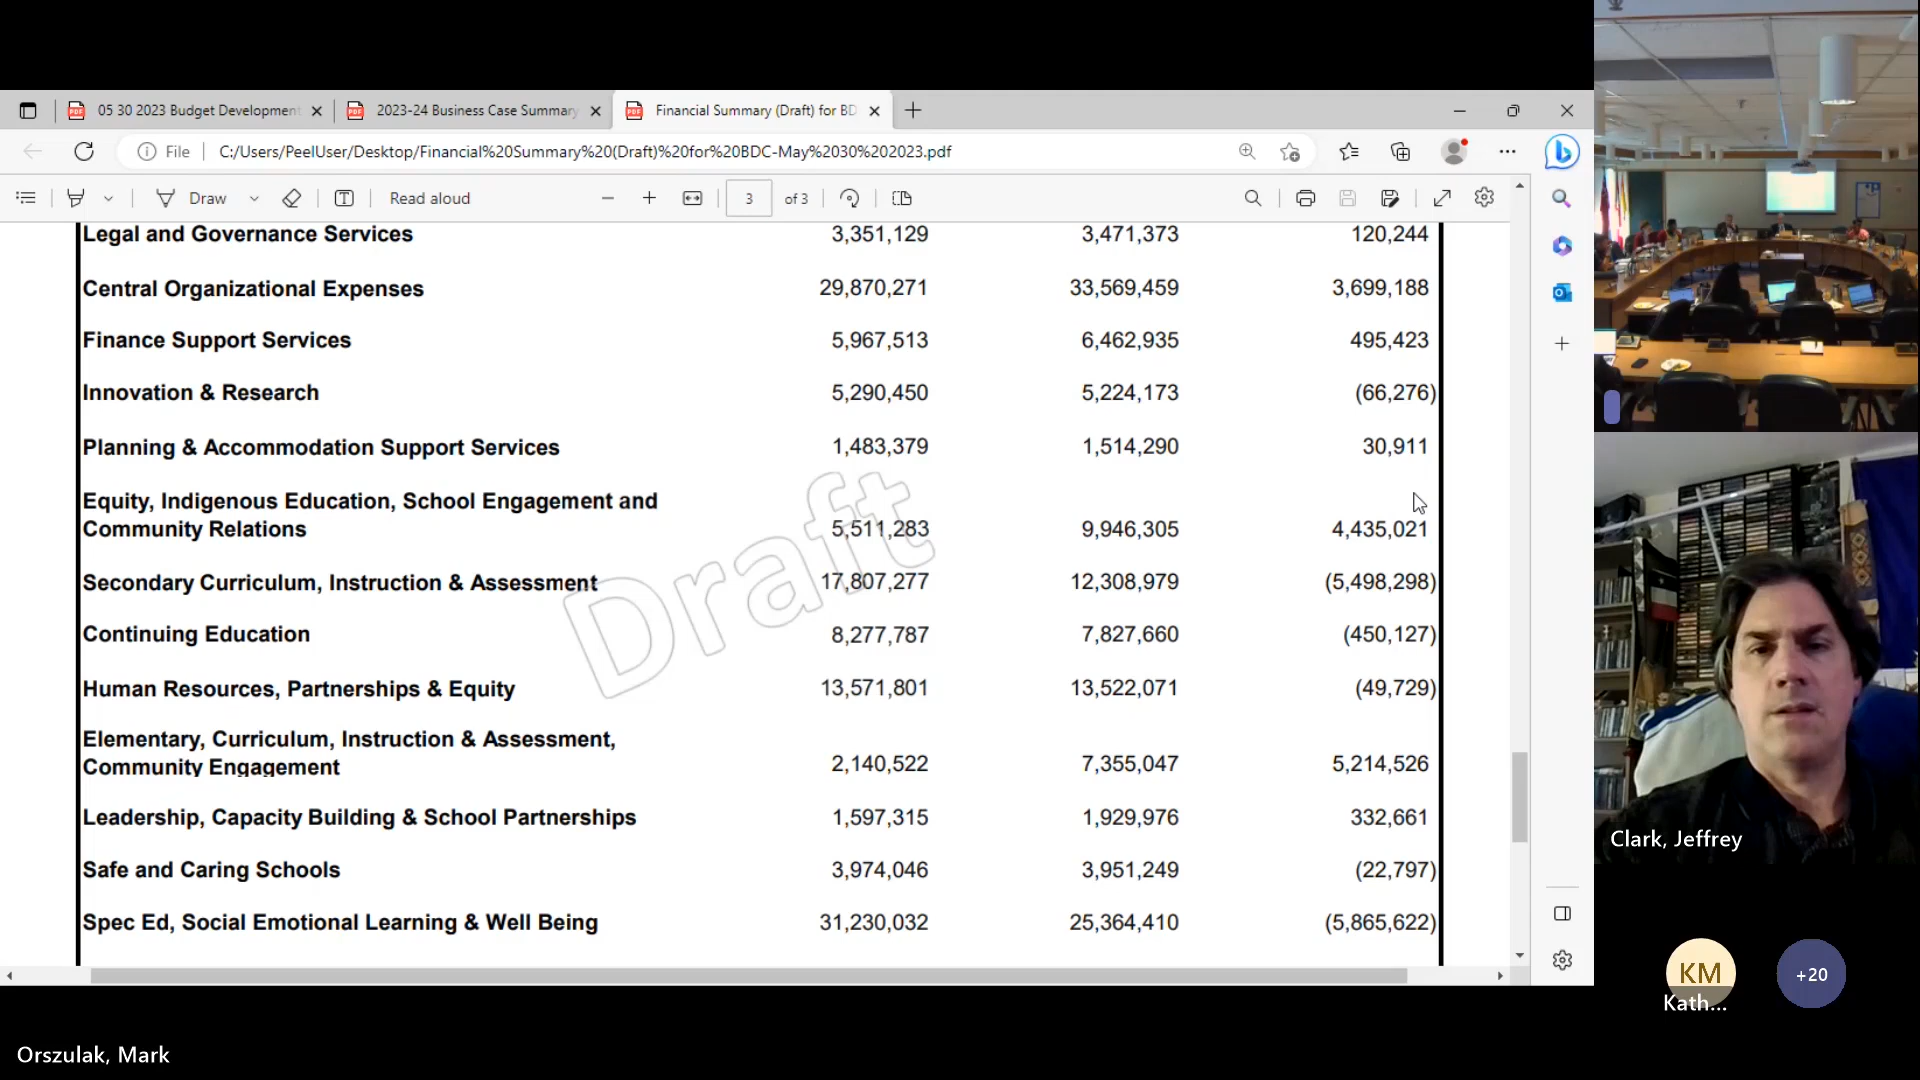 05 30 2023 Budget Development
2023-24 Business Case Summary
Financial Summary (Draft) for BD
File
C:/Users/PeelUser/Desktop/Financial%20Summary%20(Draft)%20for%20BDC-May%2030%202023.pdf
Draw
Read aloud
3 of 3
Legal and Governance Services 3,351,129 3,471,373 120,244
Central Organizational Expenses 29,870,271 33,569,459 3,699,188
Finance Support Services 5,967,513 6,462,935 495,423
Innovation & Research 5,290,450 5,224,173 (66,276)
Planning & Accommodation Support Services 1,483,379 1,514,290 30,911
Equity, Indigenous Education, School Engagement and
Community Relations 5,511,283 9,946,305 4,435,021
Secondary Curriculum, Instruction & Assessment 17,807,277 12,308,979 (5,498,298)
Continuing Education 8,277,787 7,827,660 (450,127)
Human Resources, Partnerships & Equity 13,571,801 13,522,071 (49,729)
Elementary, Curriculum, Instruction & Assessment,
Community Engagement 2,140,522 7,355,047 5,214,526
Leadership, Capacity Building & School Partnerships 1,597,315 1,929,976 332,661
Safe and Caring Schools 3,974,046 3,951,249 (22,797)
Spec Ed, Social Emotional Learning & Well Being 31,230,032 25,364,410 (5,865,622)
Draft
Clark, Jeffrey
KM
Kath...
+20
Orszulak, Mark